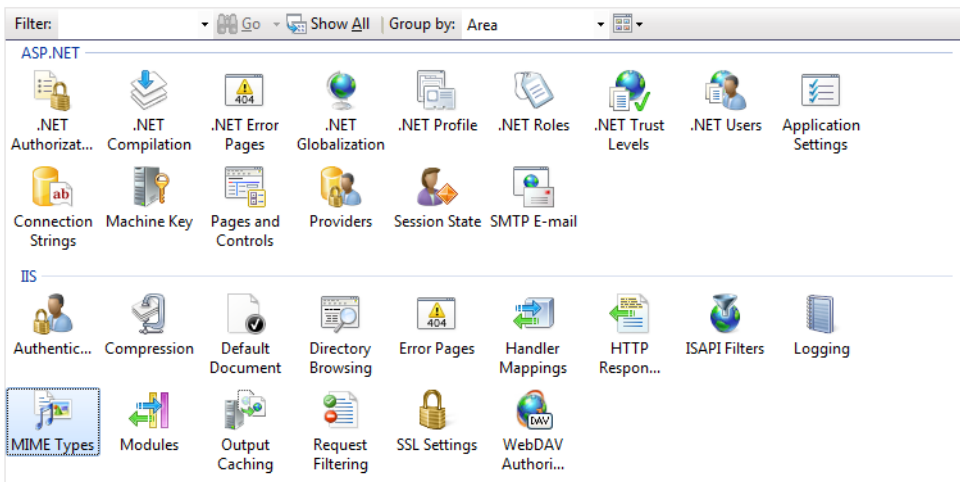 Filter: Go Show All Group by: Area
ASP.NET
404
.NET Authorizat... .NET Compilation .NET Error Pages .NET Globalization .NET Profile .NET Roles .NET Trust Levels .NET Users Application Settings
ab
Connection Strings Machine Key Pages and Controls Providers Session State SMTP E-mail
IIS
404
Authentic... Compression Default Document Directory Browsing Error Pages Handler Mappings HTTP Respon... ISAPI Filters Logging
DAV
MIME Types Modules Output Caching Request Filtering SSL Settings WebDAV Authori...